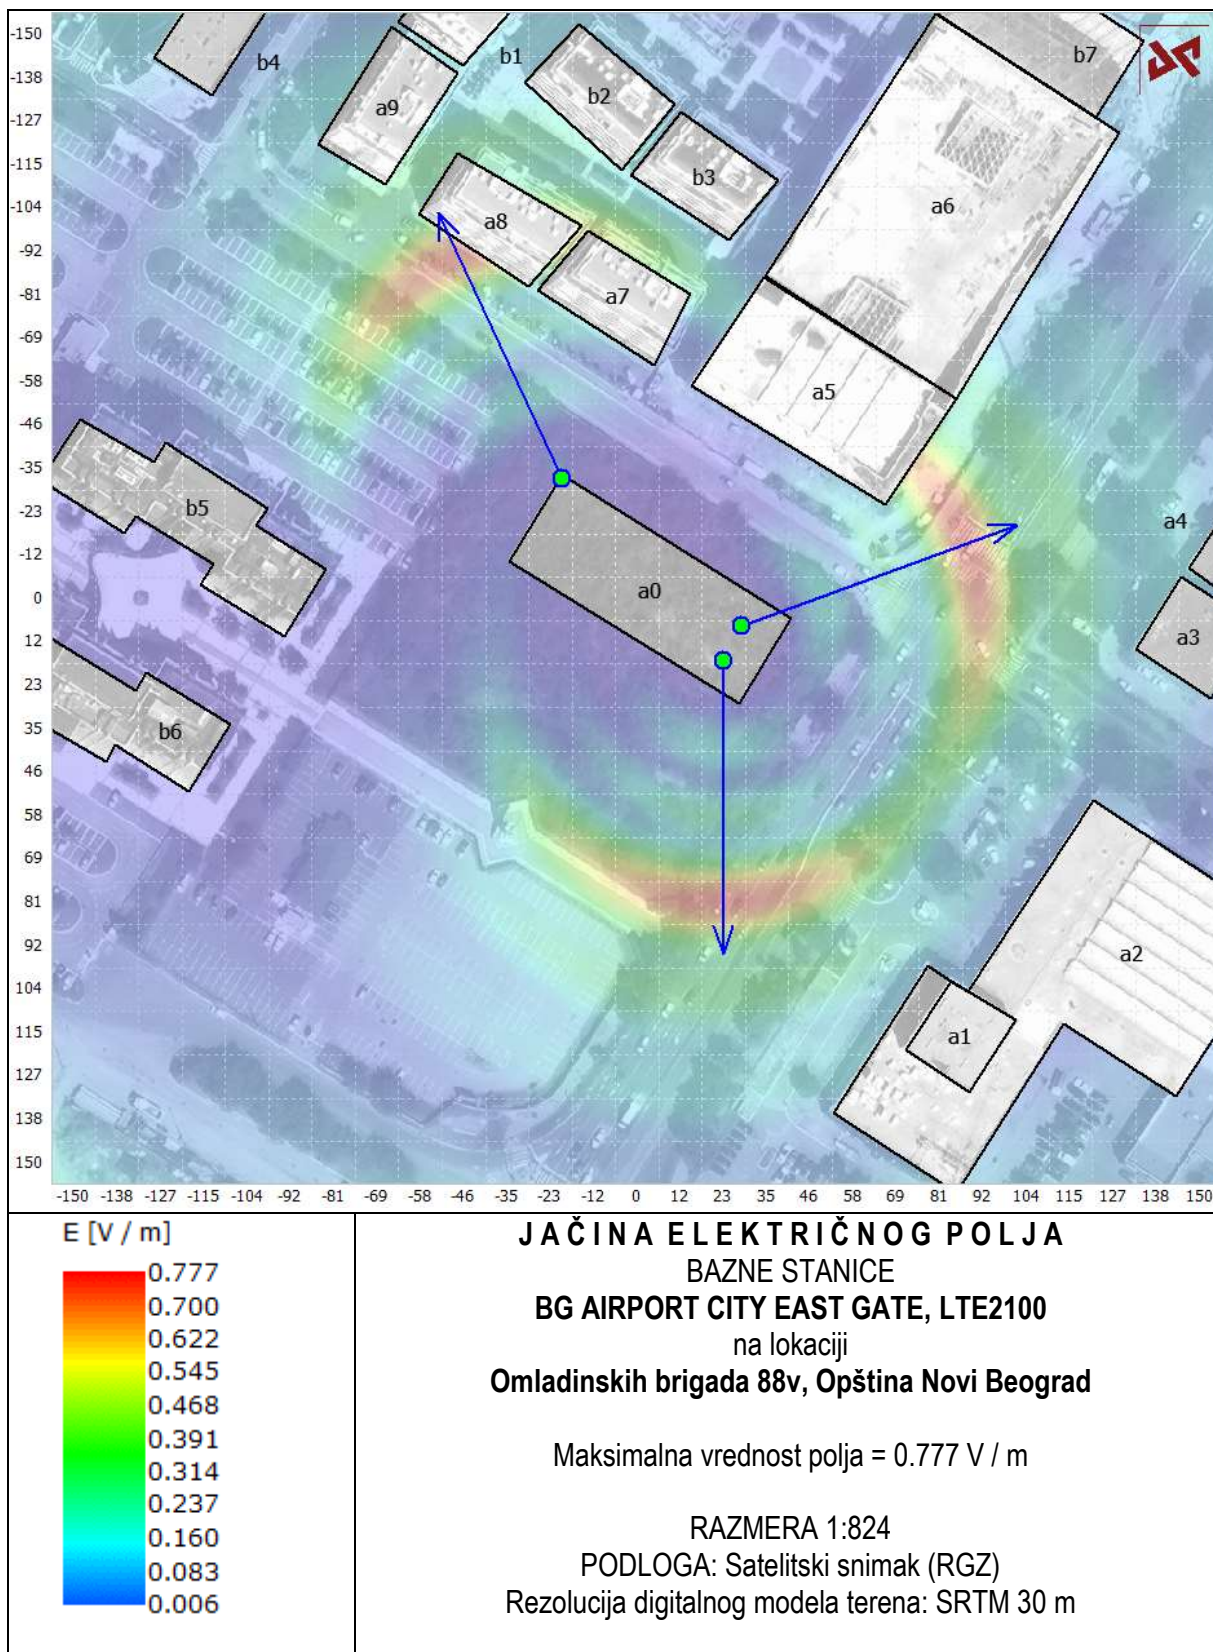 -150
-138
-127
-115
-104
-92
-81
-69
-58
-46
-35
-23
-12
0
12
23
35
46
58
69
81
92
104
115
127
138
150
b4
b1
b7
a9
b2
b3
a6
a8
a7
a5
b5
a4
a0
a3
b6
a2
a1
-150 -138 -127 -115 -104 -92 -81 -69 -58 -46 -35 -23 -12 0 12 23 35 46 58 69 81 92 104 115 127 138 150
E [V / m]
0.777
0.700
0.622
0.545
0.468
0.391
0.314
0.237
0.160
0.083
0.006
JAČINA ELEKTRIČNOG POLJA
BAZNE STANICE
BG AIRPORT CITY EAST GATE, LTE2100
na lokaciji
Omladinskih brigada 88v, Opština Novi Beograd
Maksimalna vrednost polja = 0.777 V / m
RAZMERA 1:824
PODLOGA: Satelitski snimak (RGZ)
Rezolucija digitalnog modela terena: SRTM 30 m